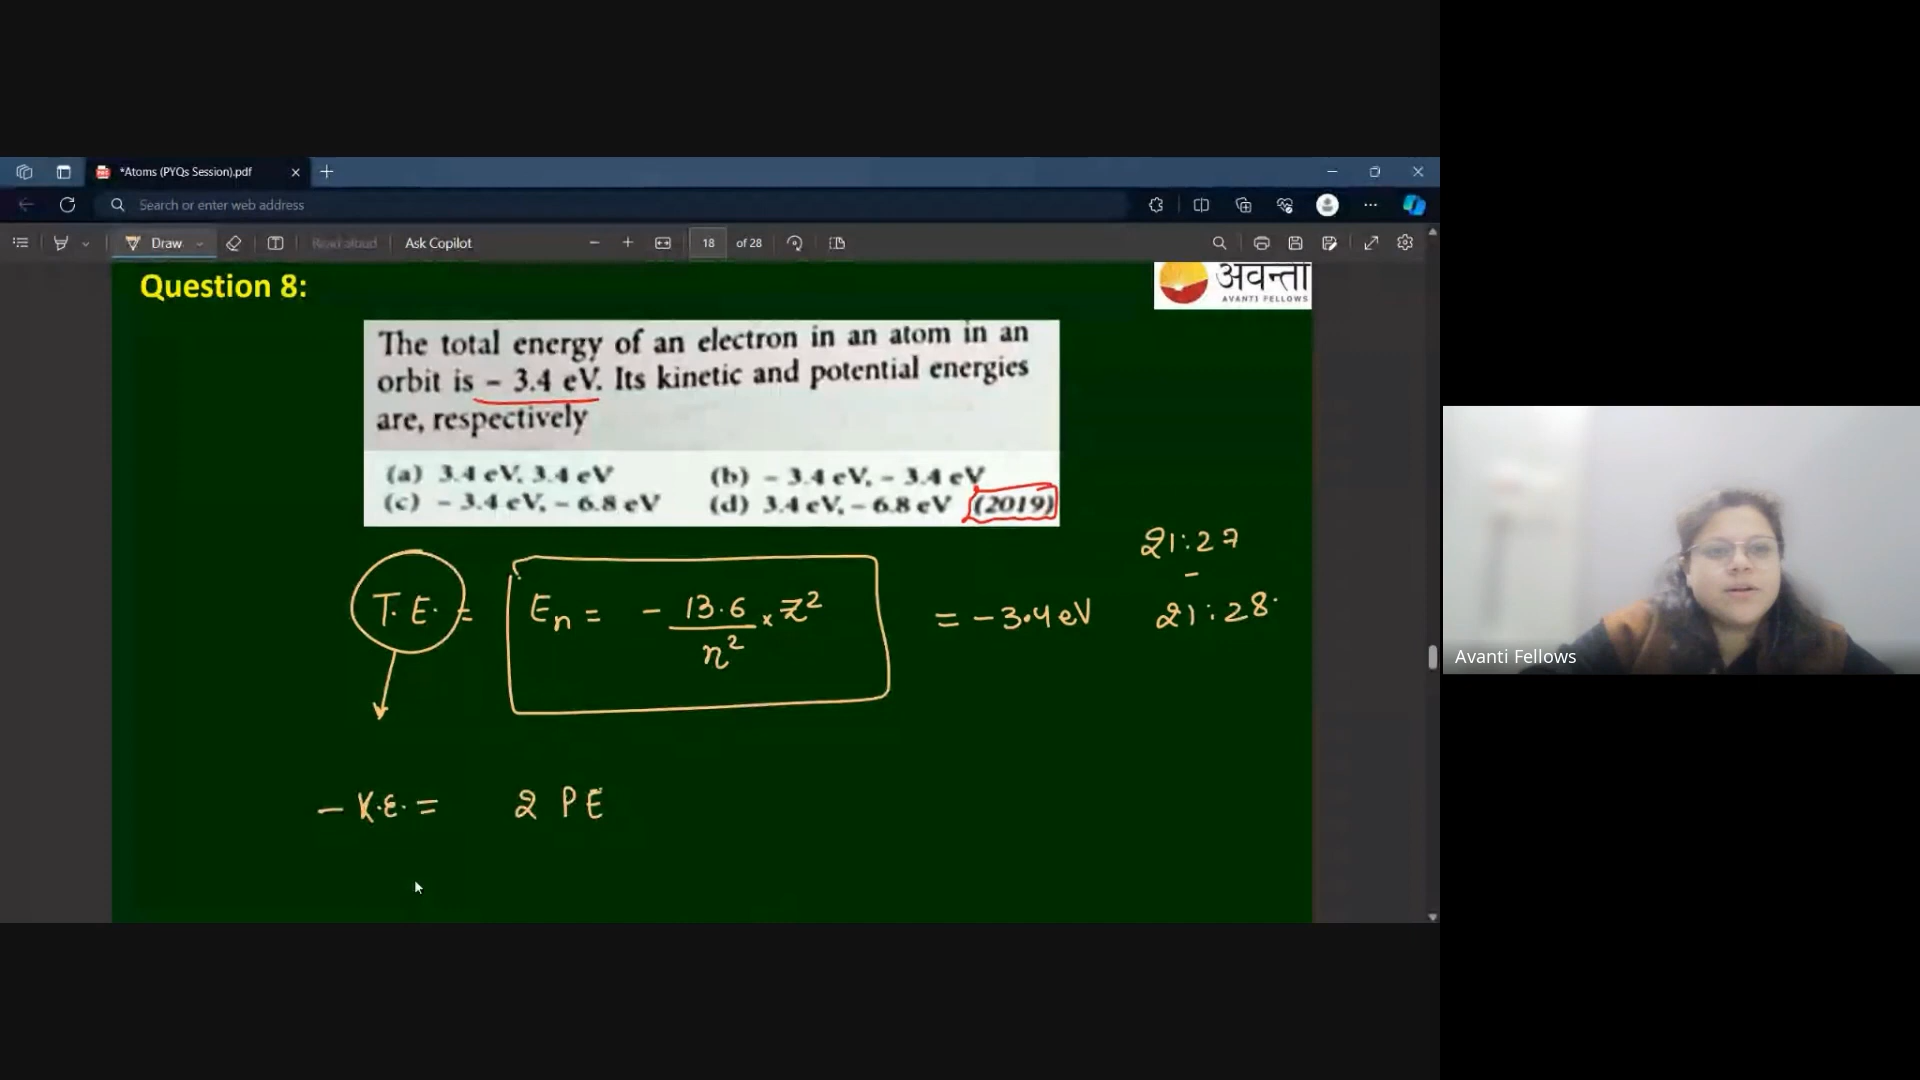 *Atoms (PYQs Session).pdf
Search or enter web address
Draw
Read aloud
Ask Copilot
18 of 28
Question 8:
अवन्ती
AVANTI FELLOWS
The total energy of an electron in an atom in an
orbit is - 3.4 eV. Its kinetic and potential energies
are, respectively
(a) 3.4 eV, 3.4 eV (b) - 3.4 eV, - 3.4 eV
(c) - 3.4 eV, - 6.8 eV (d) 3.4 eV, - 6.8 eV (2019)
21:27
-
21:28.
T.E. = En = - 13.6/n² × Z² = -3.4 eV
- K.E. = 2 PE
Avanti Fellows